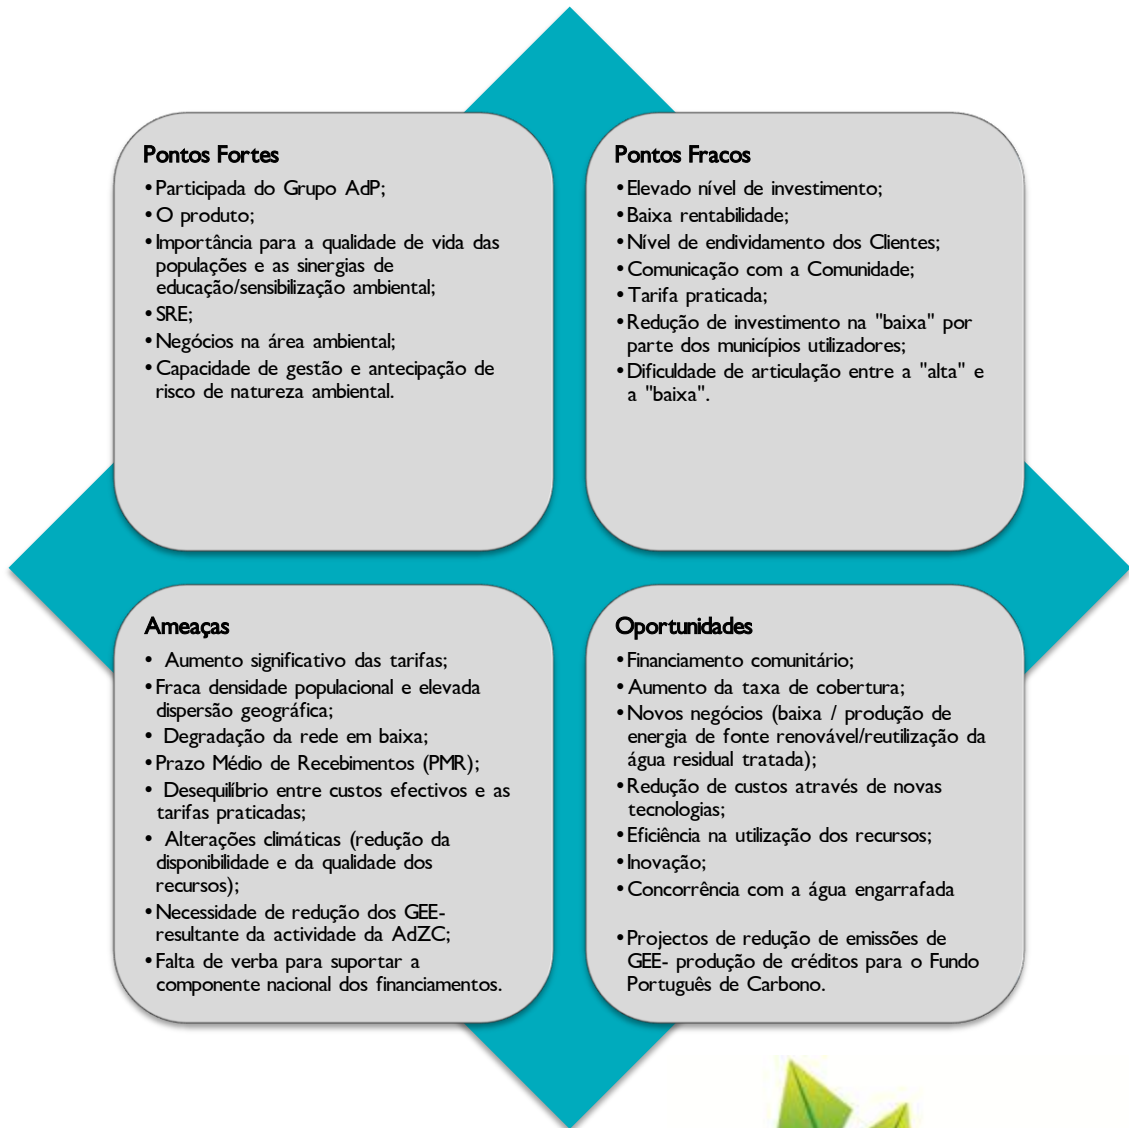 Pontos Fortes
•Participada do Grupo AdP;
•O produto;
•Importância para a qualidade de vida das
populações e as sinergias de
educação/sensibilização ambiental;
•SRE;
•Negócios na área ambiental;
•Capacidade de gestão e antecipação de
risco de natureza ambiental.
Pontos Fracos
•Elevado nível de investimento;
•Baixa rentabilidade;
•Nível de endividamento dos Clientes;
•Comunicação com a Comunidade;
•Tarifa praticada;
•Redução de investimento na "baixa" por
parte dos municípios utilizadores;
•Dificuldade de articulação entre a "alta" e
a "baixa".
Ameaças
• Aumento significativo das tarifas;
•Fraca densidade populacional e elevada
dispersão geográfica;
• Degradação da rede em baixa;
•Prazo Médio de Recebimentos (PMR);
• Desequilíbrio entre custos efectivos e as
tarifas praticadas;
• Alterações climáticas (redução da
disponibilidade e da qualidade dos
recursos);
•Necessidade de redução dos GEE-
resultante da actividade da AdZC;
•Falta de verba para suportar a
componente nacional dos financiamentos.
Oportunidades
•Financiamento comunitário;
•Aumento da taxa de cobertura;
•Novos negócios (baixa / produção de
energia de fonte renovável/reutilização da
água residual tratada);
•Redução de custos através de novas
tecnologias;
•Eficiência na utilização dos recursos;
•Inovação;
•Concorrência com a água engarrafada
•Projectos de redução de emissões de
GEE- produção de créditos para o Fundo
Português de Carbono.